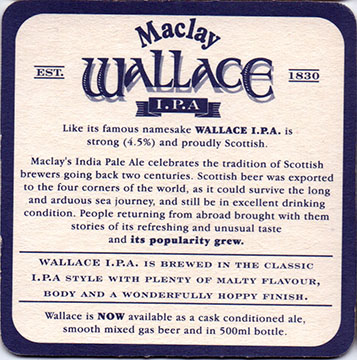 Maclay
EST. WALLACE 1830
I.P.A
Like its famous namesake WALLACE I.P.A. is
strong (4.5%) and proudly Scottish.
Maclay's India Pale Ale celebrates the tradition of Scottish
brewers going back two centuries. Scottish beer was exported
to the four corners of the world, as it could survive the long
and arduous sea journey, and still be in excellent drinking
condition. People returning from abroad brought with them
stories of its refreshing and unusual taste
and its popularity grew.
WALLACE I.P.A. IS BREWED IN THE CLASSIC
I.P.A STYLE WITH PLENTY OF MALTY FLAVOUR,
BODY AND A WONDERFULLY HOPPY FINISH.
Wallace is NOW available as a cask conditioned ale,
smooth mixed gas beer and in 500ml bottle.